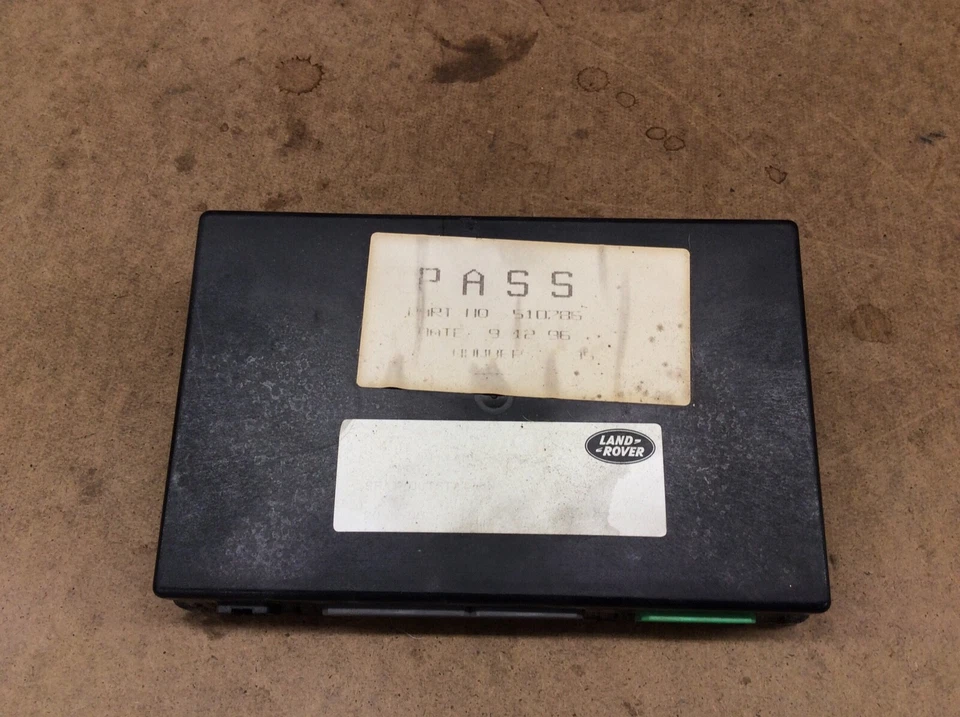 PASS
PART NO 510785
DATE 9 12 96
LAND-
-ROVER